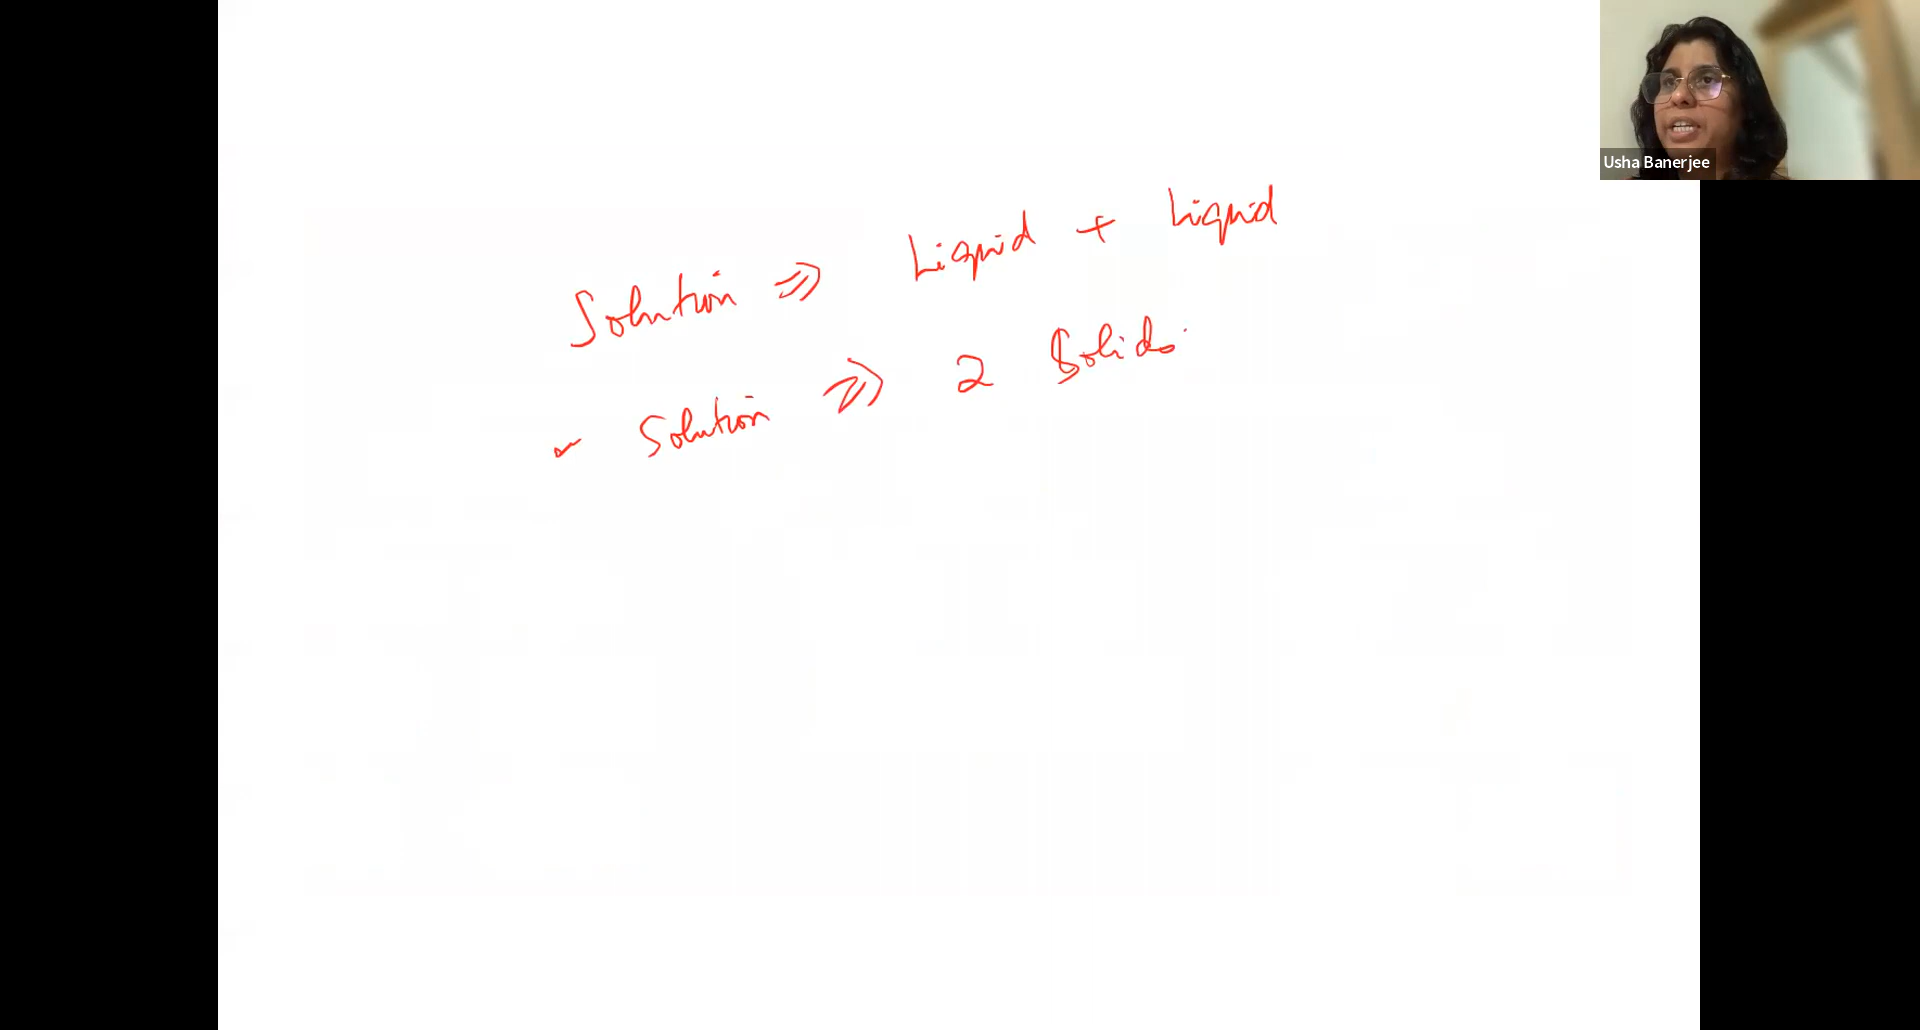 Usha Banerjee
Solution ⇒ Liquid + Liquid
Solution ⇒ 2 Solids